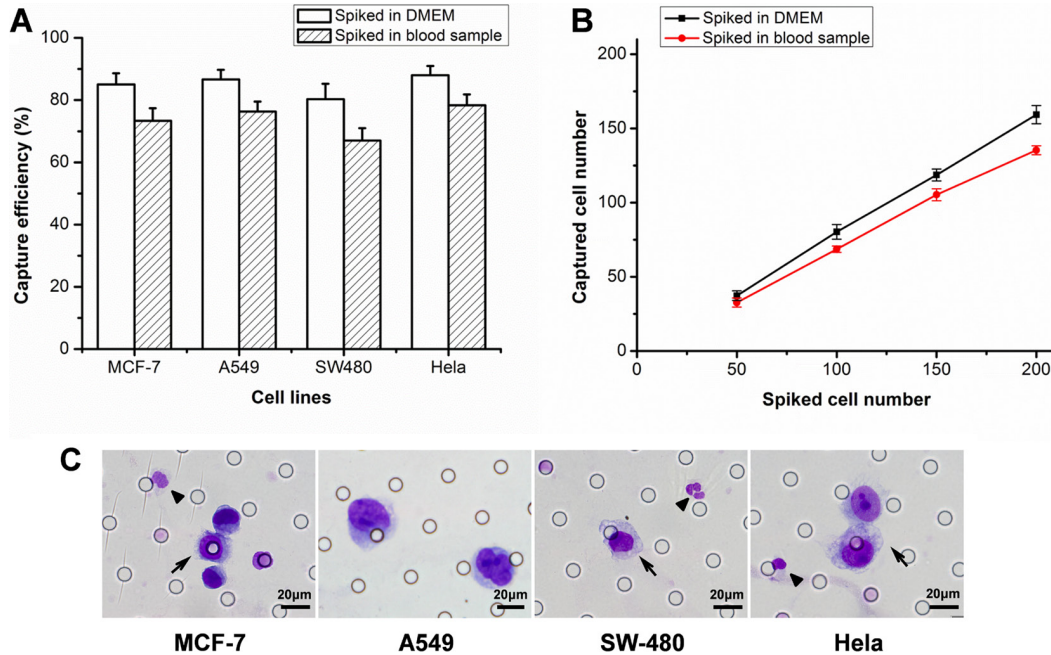 A
Spiked in DMEM
Spiked in blood sample
100
80
60
40
20
0
Capture efficiency (%)
MCF-7 A549 SW480 Hela
Cell lines
B
Spiked in DMEM
Spiked in blood sample
200
150
100
50
0
Captured cell number
0 50 100 150 200
Spiked cell number
C
20μm
20μm
20μm
20μm
MCF-7 A549 SW-480 Hela